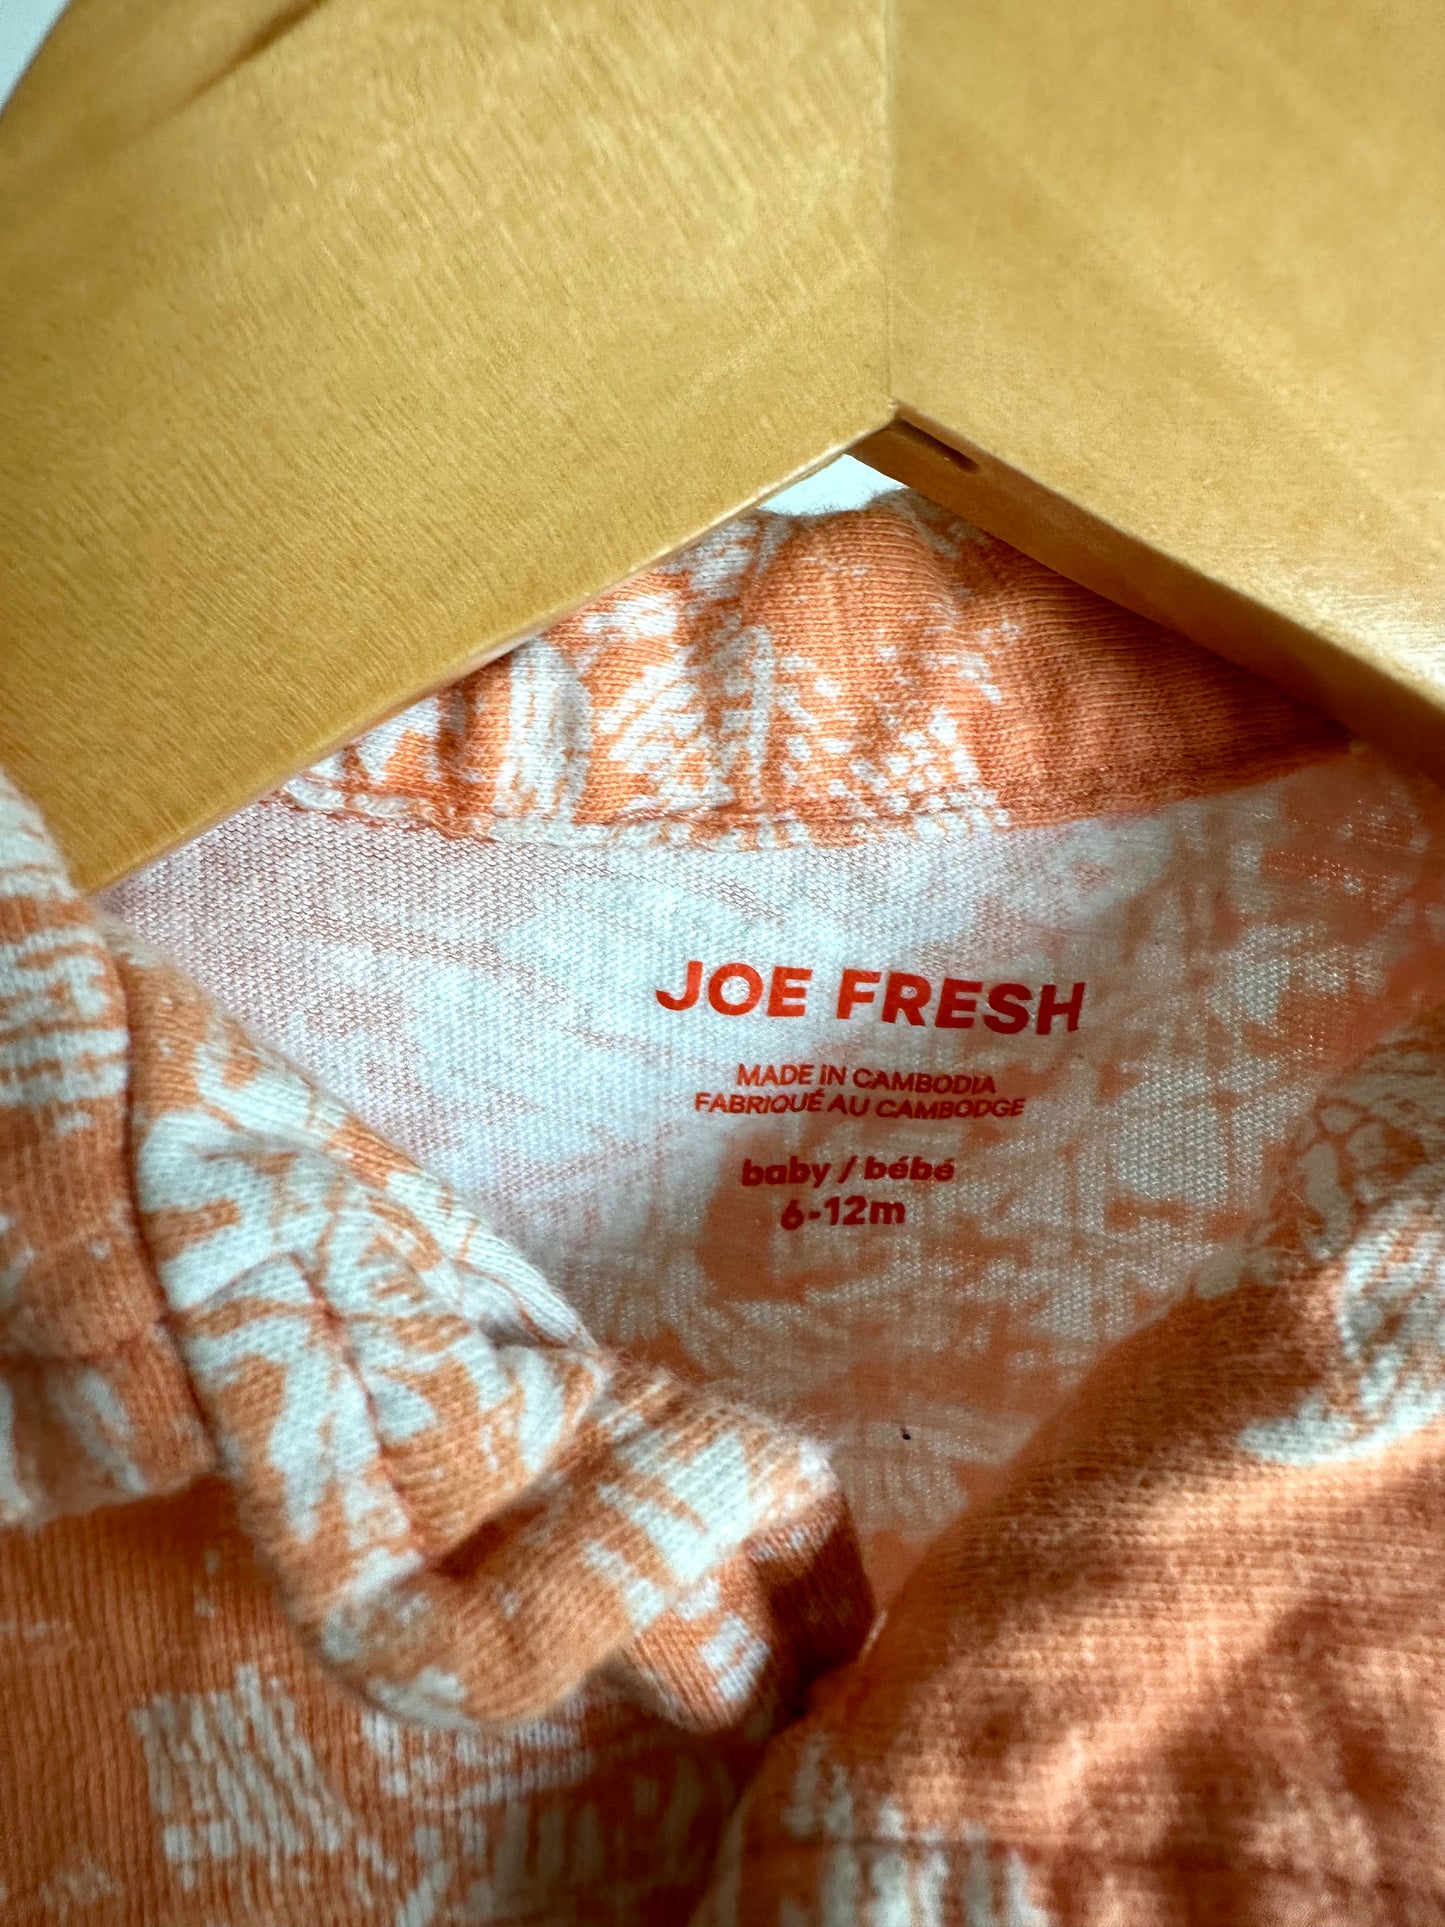 JOE FRESH
MADE IN CAMBODIA
FABRIQUÉ AU CAMBODGE
baby / bébé
6-12m